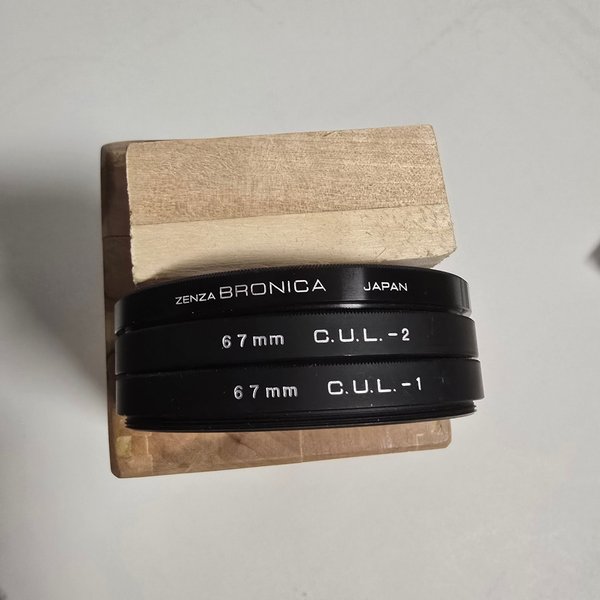 ZENZA BRONICA JAPAN
67mm C.U.L.-2
67mm C.U.L.-1